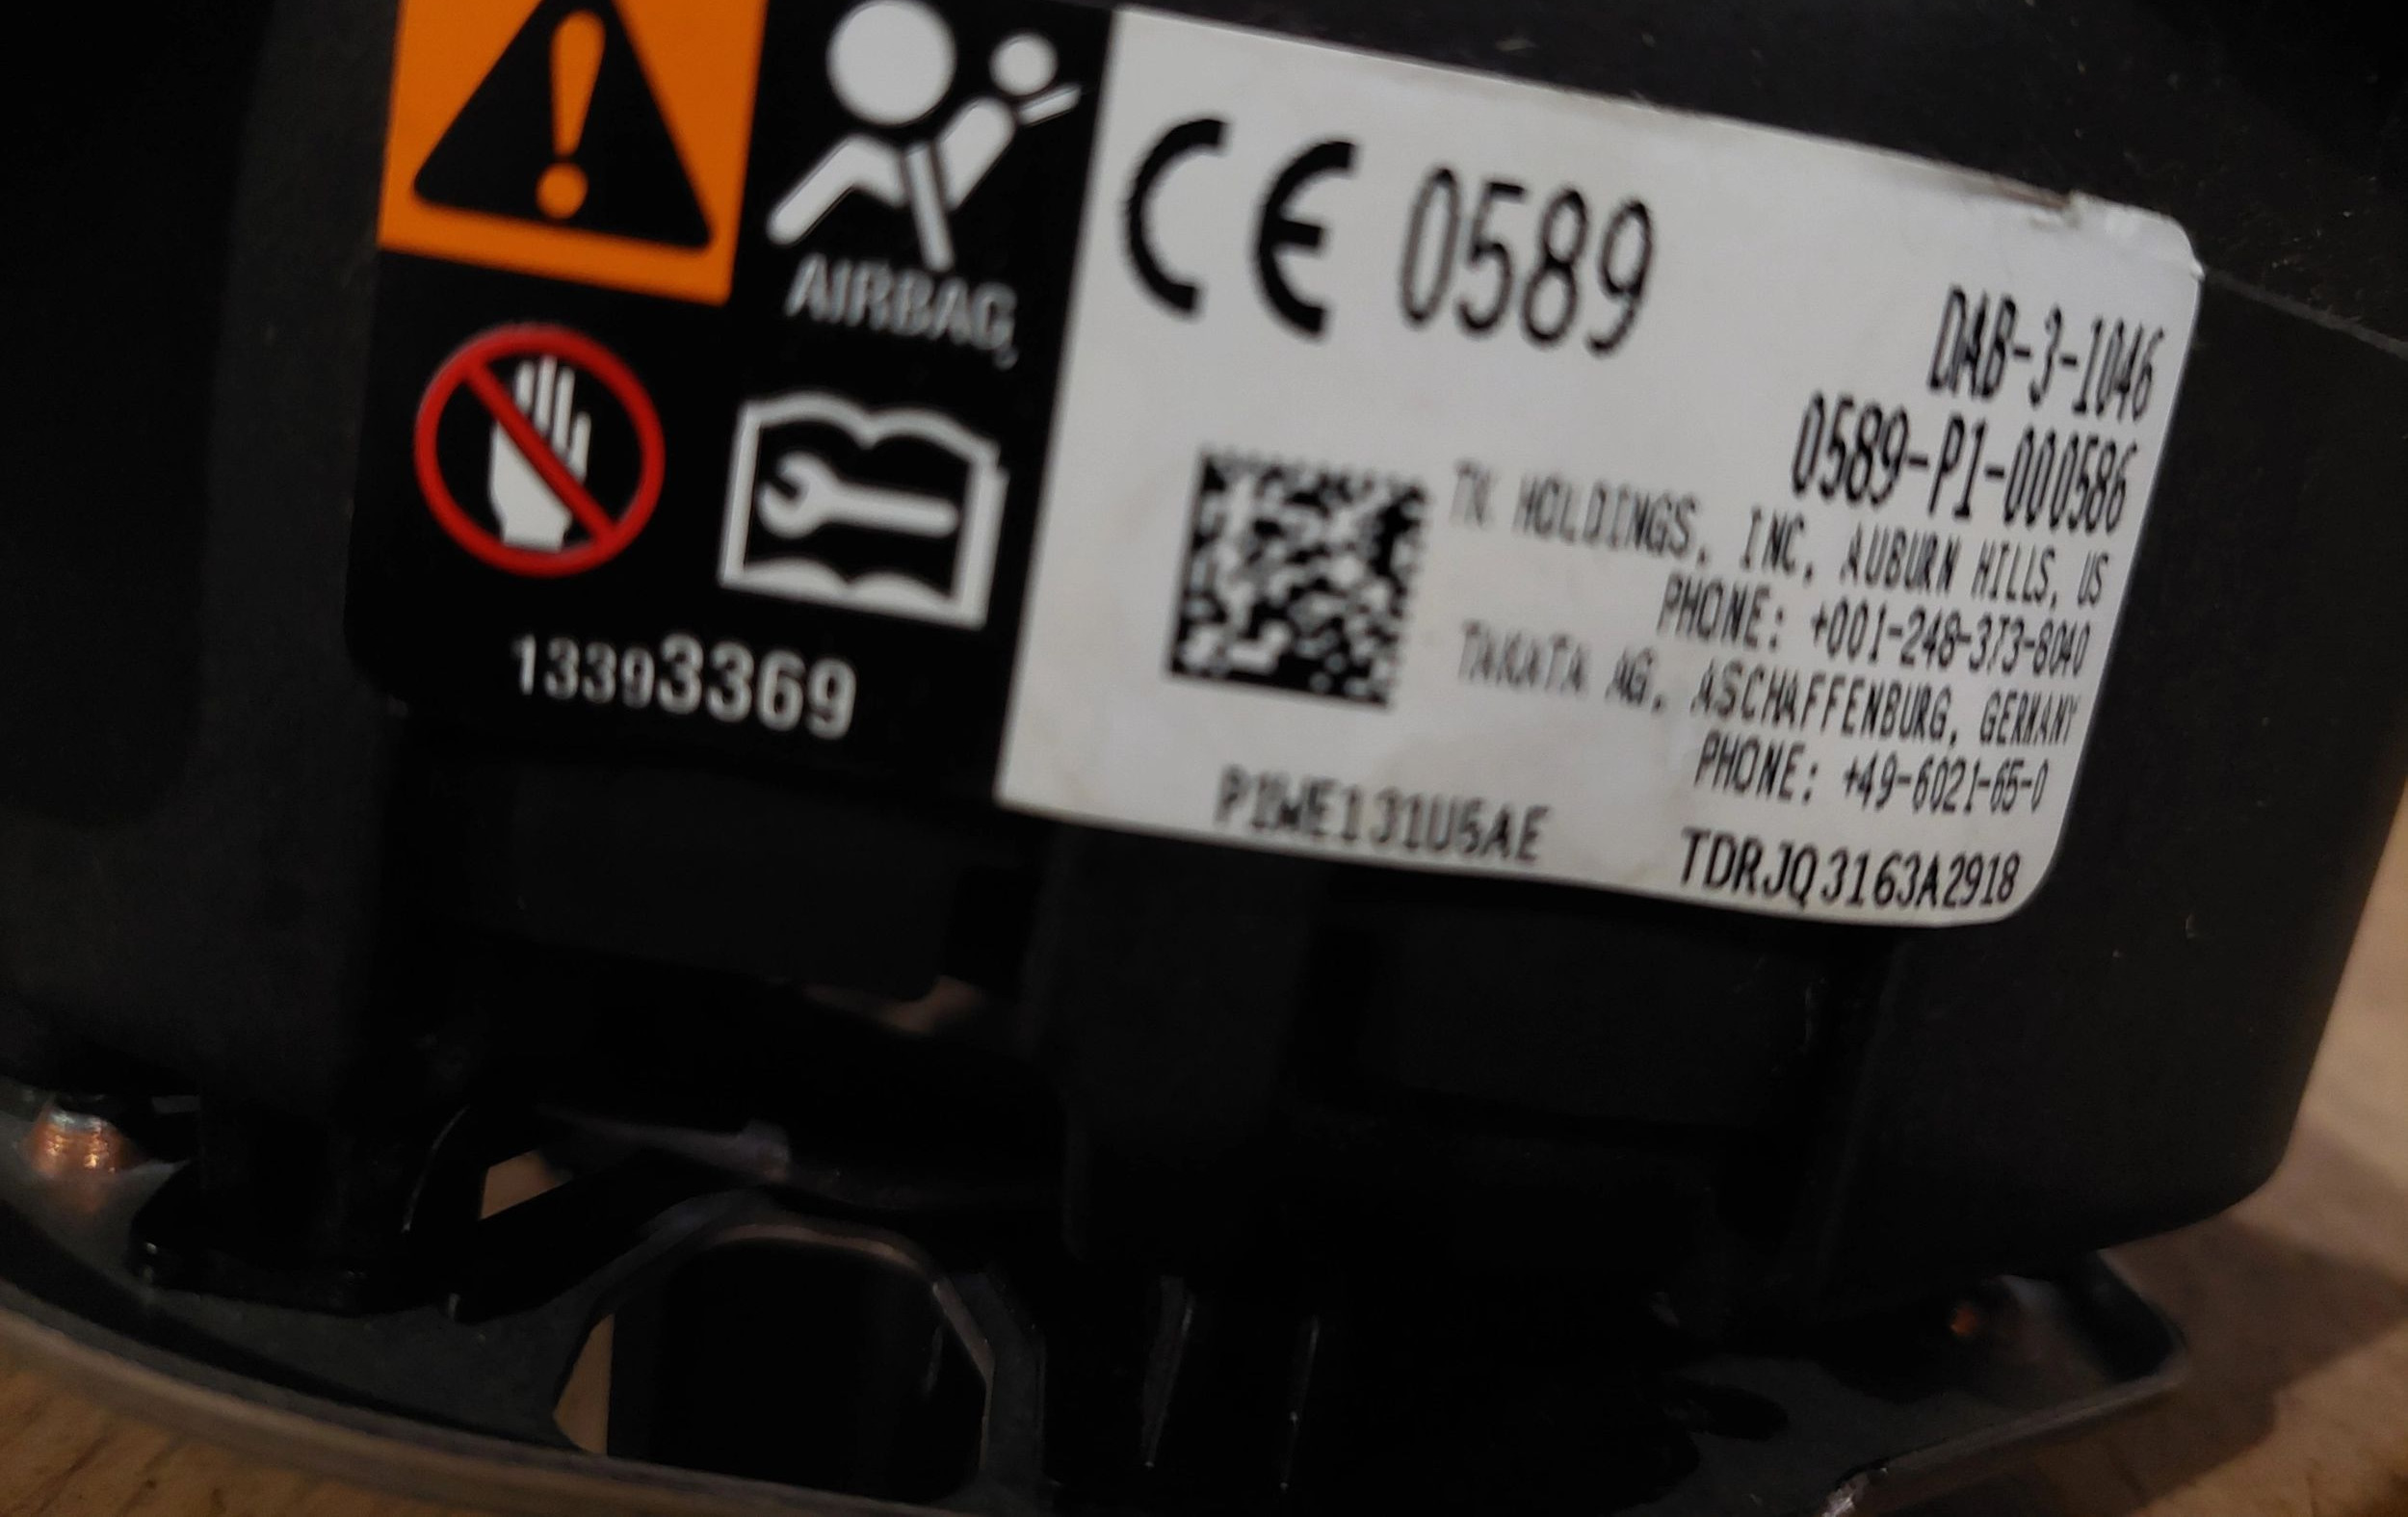 AIRBAG
13393369
CE 0589
DAB-3-1046
0589-P1-000586
TK HOLDINGS, INC, AUBURN HILLS, US
PHONE: +001-248-373-8040
TAKATA AG, ASCHAFFENBURG, GERMANY
PHONE: +49-6021-65-0
P1WE131U5AE
TDRJQ3163A2918